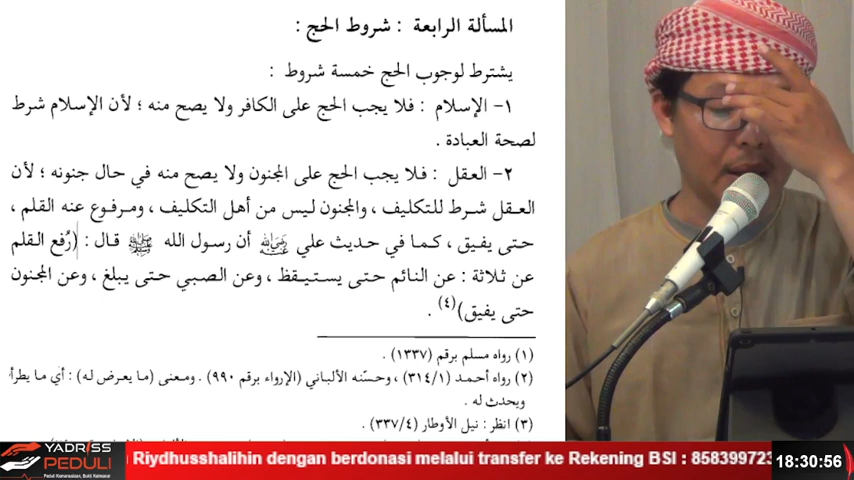 المسألة الرابعة : شروط الحج :
يشترط لوجوب الحج خمسة شروط :
١- الإسلام : فلا يجب الحج على الكافر ولا يصح منه ؛ لأن الإسلام شرط
لصحة العبادة .
٢- العقل : فلا يجب الحج على المجنون ولا يصح منه في حال جنونه ؛ لأن
العقل شرط للتكليف ، والمجنون ليس من أهل التكليف ، ومرفوع عنه القلم ،
حتى يفيق ، كما في حديث علي رضي الله عنه أن رسول الله ﷺ قال : (رُفع القلم
عن ثلاثة : عن النائم حتى يستيقظ ، وعن الصبي حتى يبلغ ، وعن المجنون
حتى يفيق)(٤) .
(١) رواه مسلم برقم (١٣٣٧) .
(٢) رواه أحمد (٣١٤/١) ، وحسّنه الألباني (الإرواء برقم ٩٩٠) . ومعنى (ما يعرض له) : أي ما يطرأ
ويحدث له .
(٣) انظر : نيل الأوطار (٣٣٧/٤) .
YADRISS
PEDULI
Peduli Kemanusiaan, Bukti Keimanan
Riydhusshalihin dengan berdonasi melalui transfer ke Rekening BSI : 858399723
18:30:56